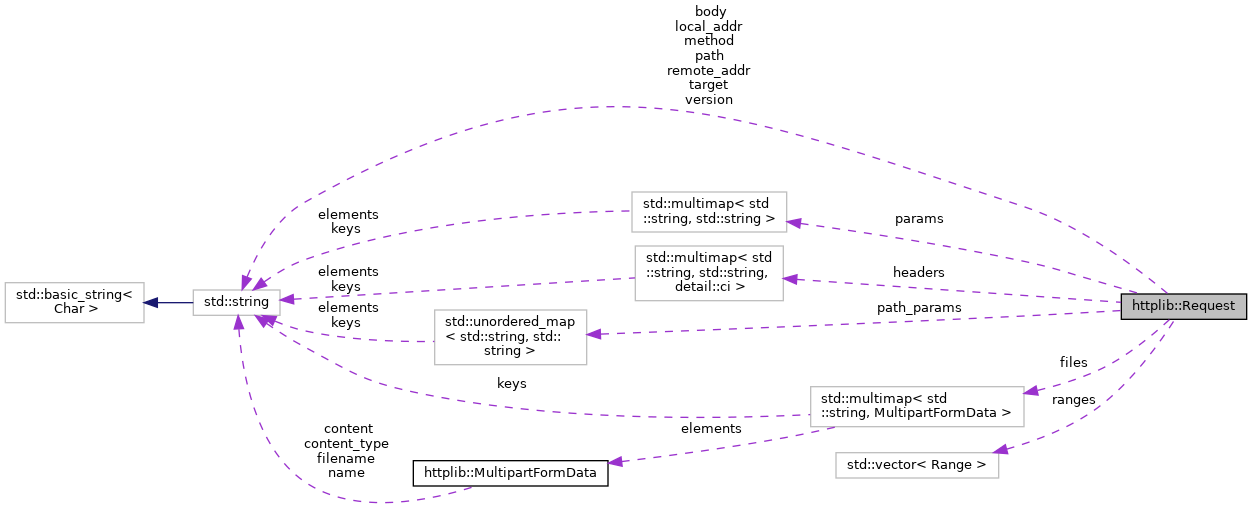 body
local_addr
method
path
remote_addr
target
version
std::multimap< std
::string, std::string >
params
elements
keys
std::multimap< std
::string, std::string,
detail::ci >
headers
elements
keys
std::basic_string<
Char >
std::string
httplib::Request
elements
keys
std::unordered_map
< std::string, std::
string >
path_params
files
keys
std::multimap< std
::string, MultipartFormData >
ranges
elements
content
content_type
filename
name
httplib::MultipartFormData
std::vector< Range >